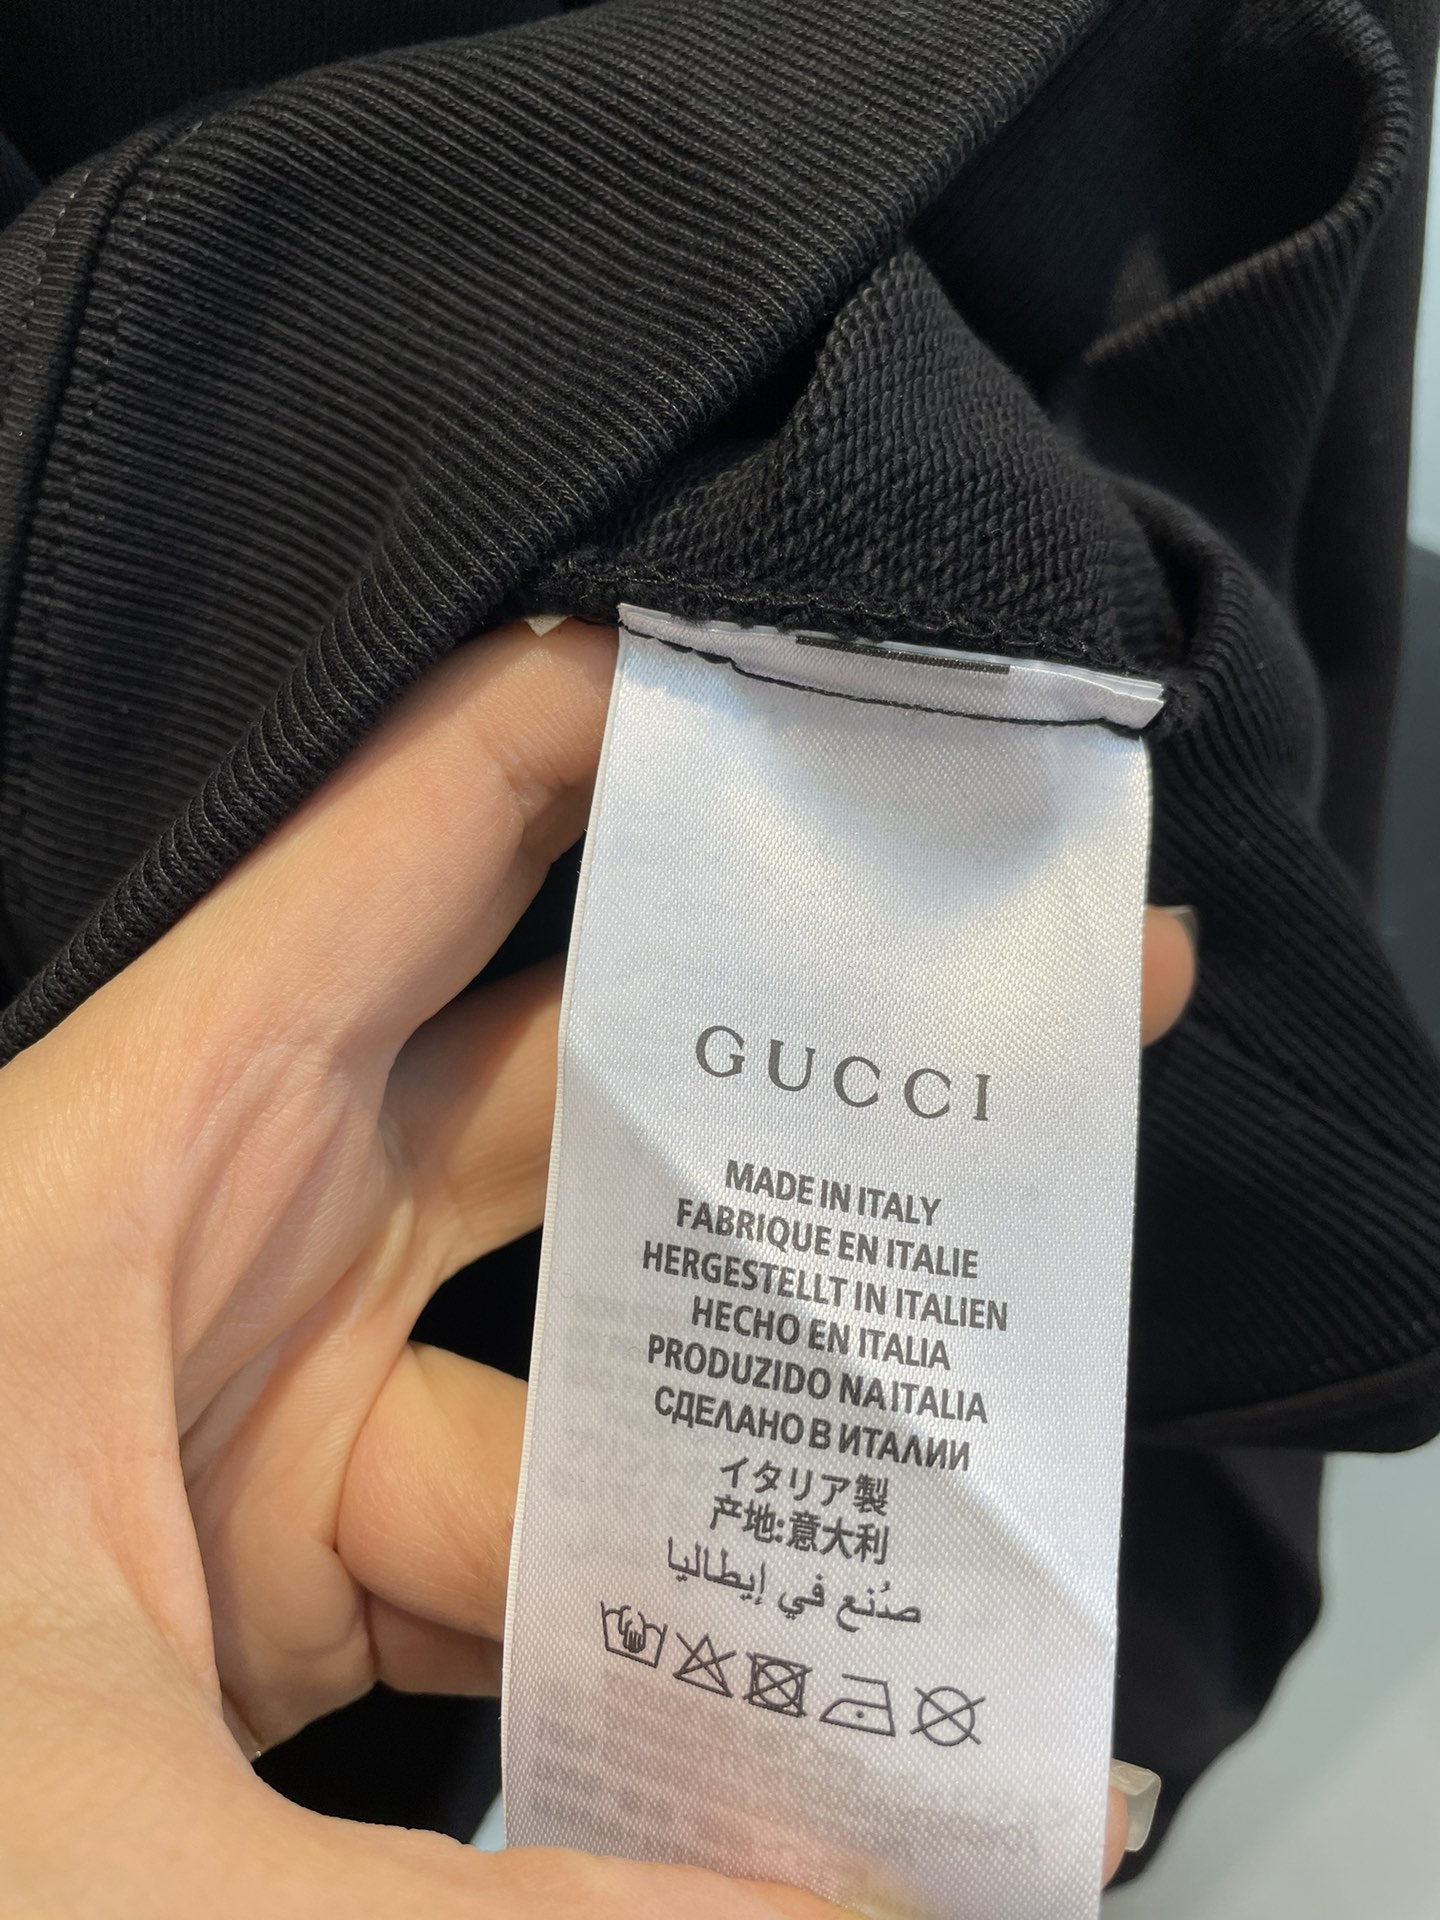 GUCCI
MADE IN ITALY
FABRIQUE EN ITALIE
HERGESTELLT IN ITALIEN
HECHO EN ITALIA
PRODUZIDO NA ITALIA
СДЕЛАНО В ИТАЛИИ
イタリア製
产地:意大利
صُنع في إيطاليا